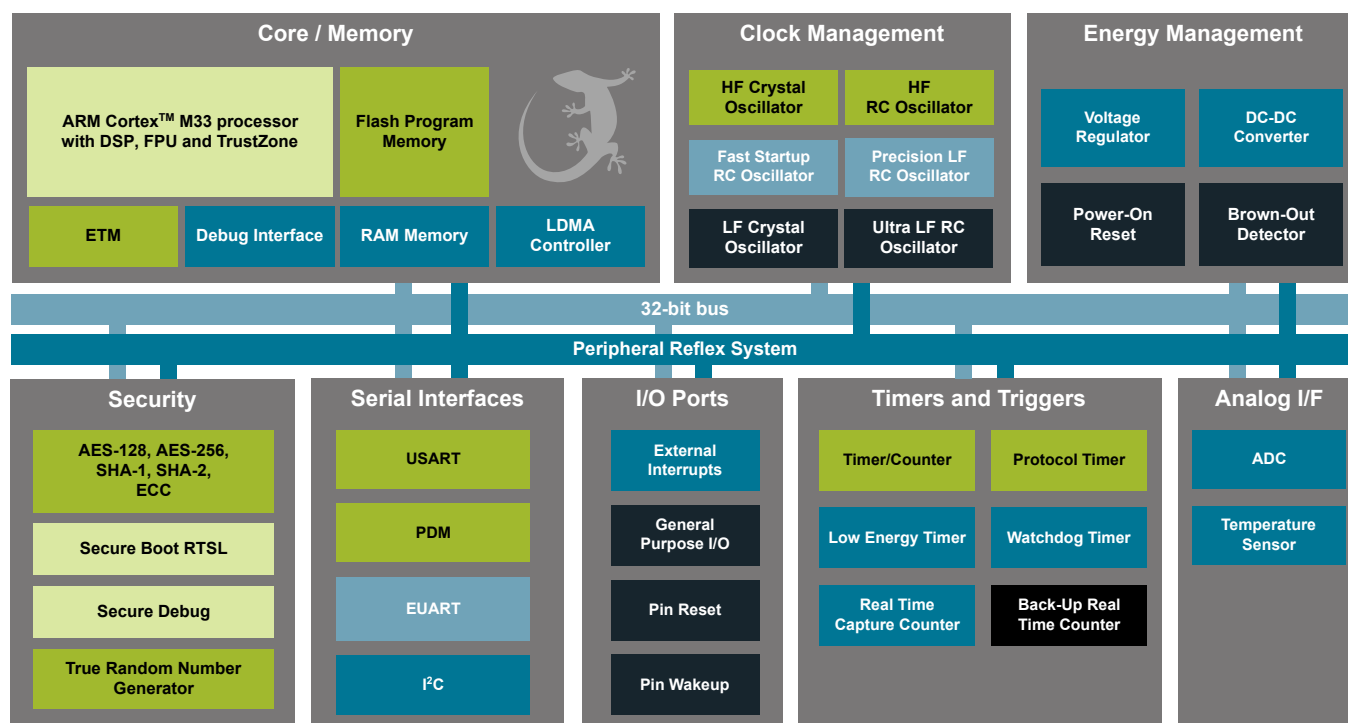 Core / Memory
ARM Cortex™ M33 processor
with DSP, FPU and TrustZone
Flash Program
Memory
ETM
Debug Interface
RAM Memory
LDMA
Controller
Clock Management
HF Crystal
Oscillator
HF
RC Oscillator
Fast Startup
RC Oscillator
Precision LF
RC Oscillator
LF Crystal
Oscillator
Ultra LF RC
Oscillator
Energy Management
Voltage
Regulator
DC-DC
Converter
Power-On
Reset
Brown-Out
Detector
32-bit bus
Peripheral Reflex System
Security
AES-128, AES-256,
SHA-1, SHA-2,
ECC
Secure Boot RTSL
Secure Debug
True Random Number
Generator
Serial Interfaces
USART
PDM
EUART
I²C
I/O Ports
External
Interrupts
General
Purpose I/O
Pin Reset
Pin Wakeup
Timers and Triggers
Timer/Counter
Protocol Timer
Low Energy Timer
Watchdog Timer
Real Time
Capture Counter
Back-Up Real
Time Counter
Analog I/F
ADC
Temperature
Sensor